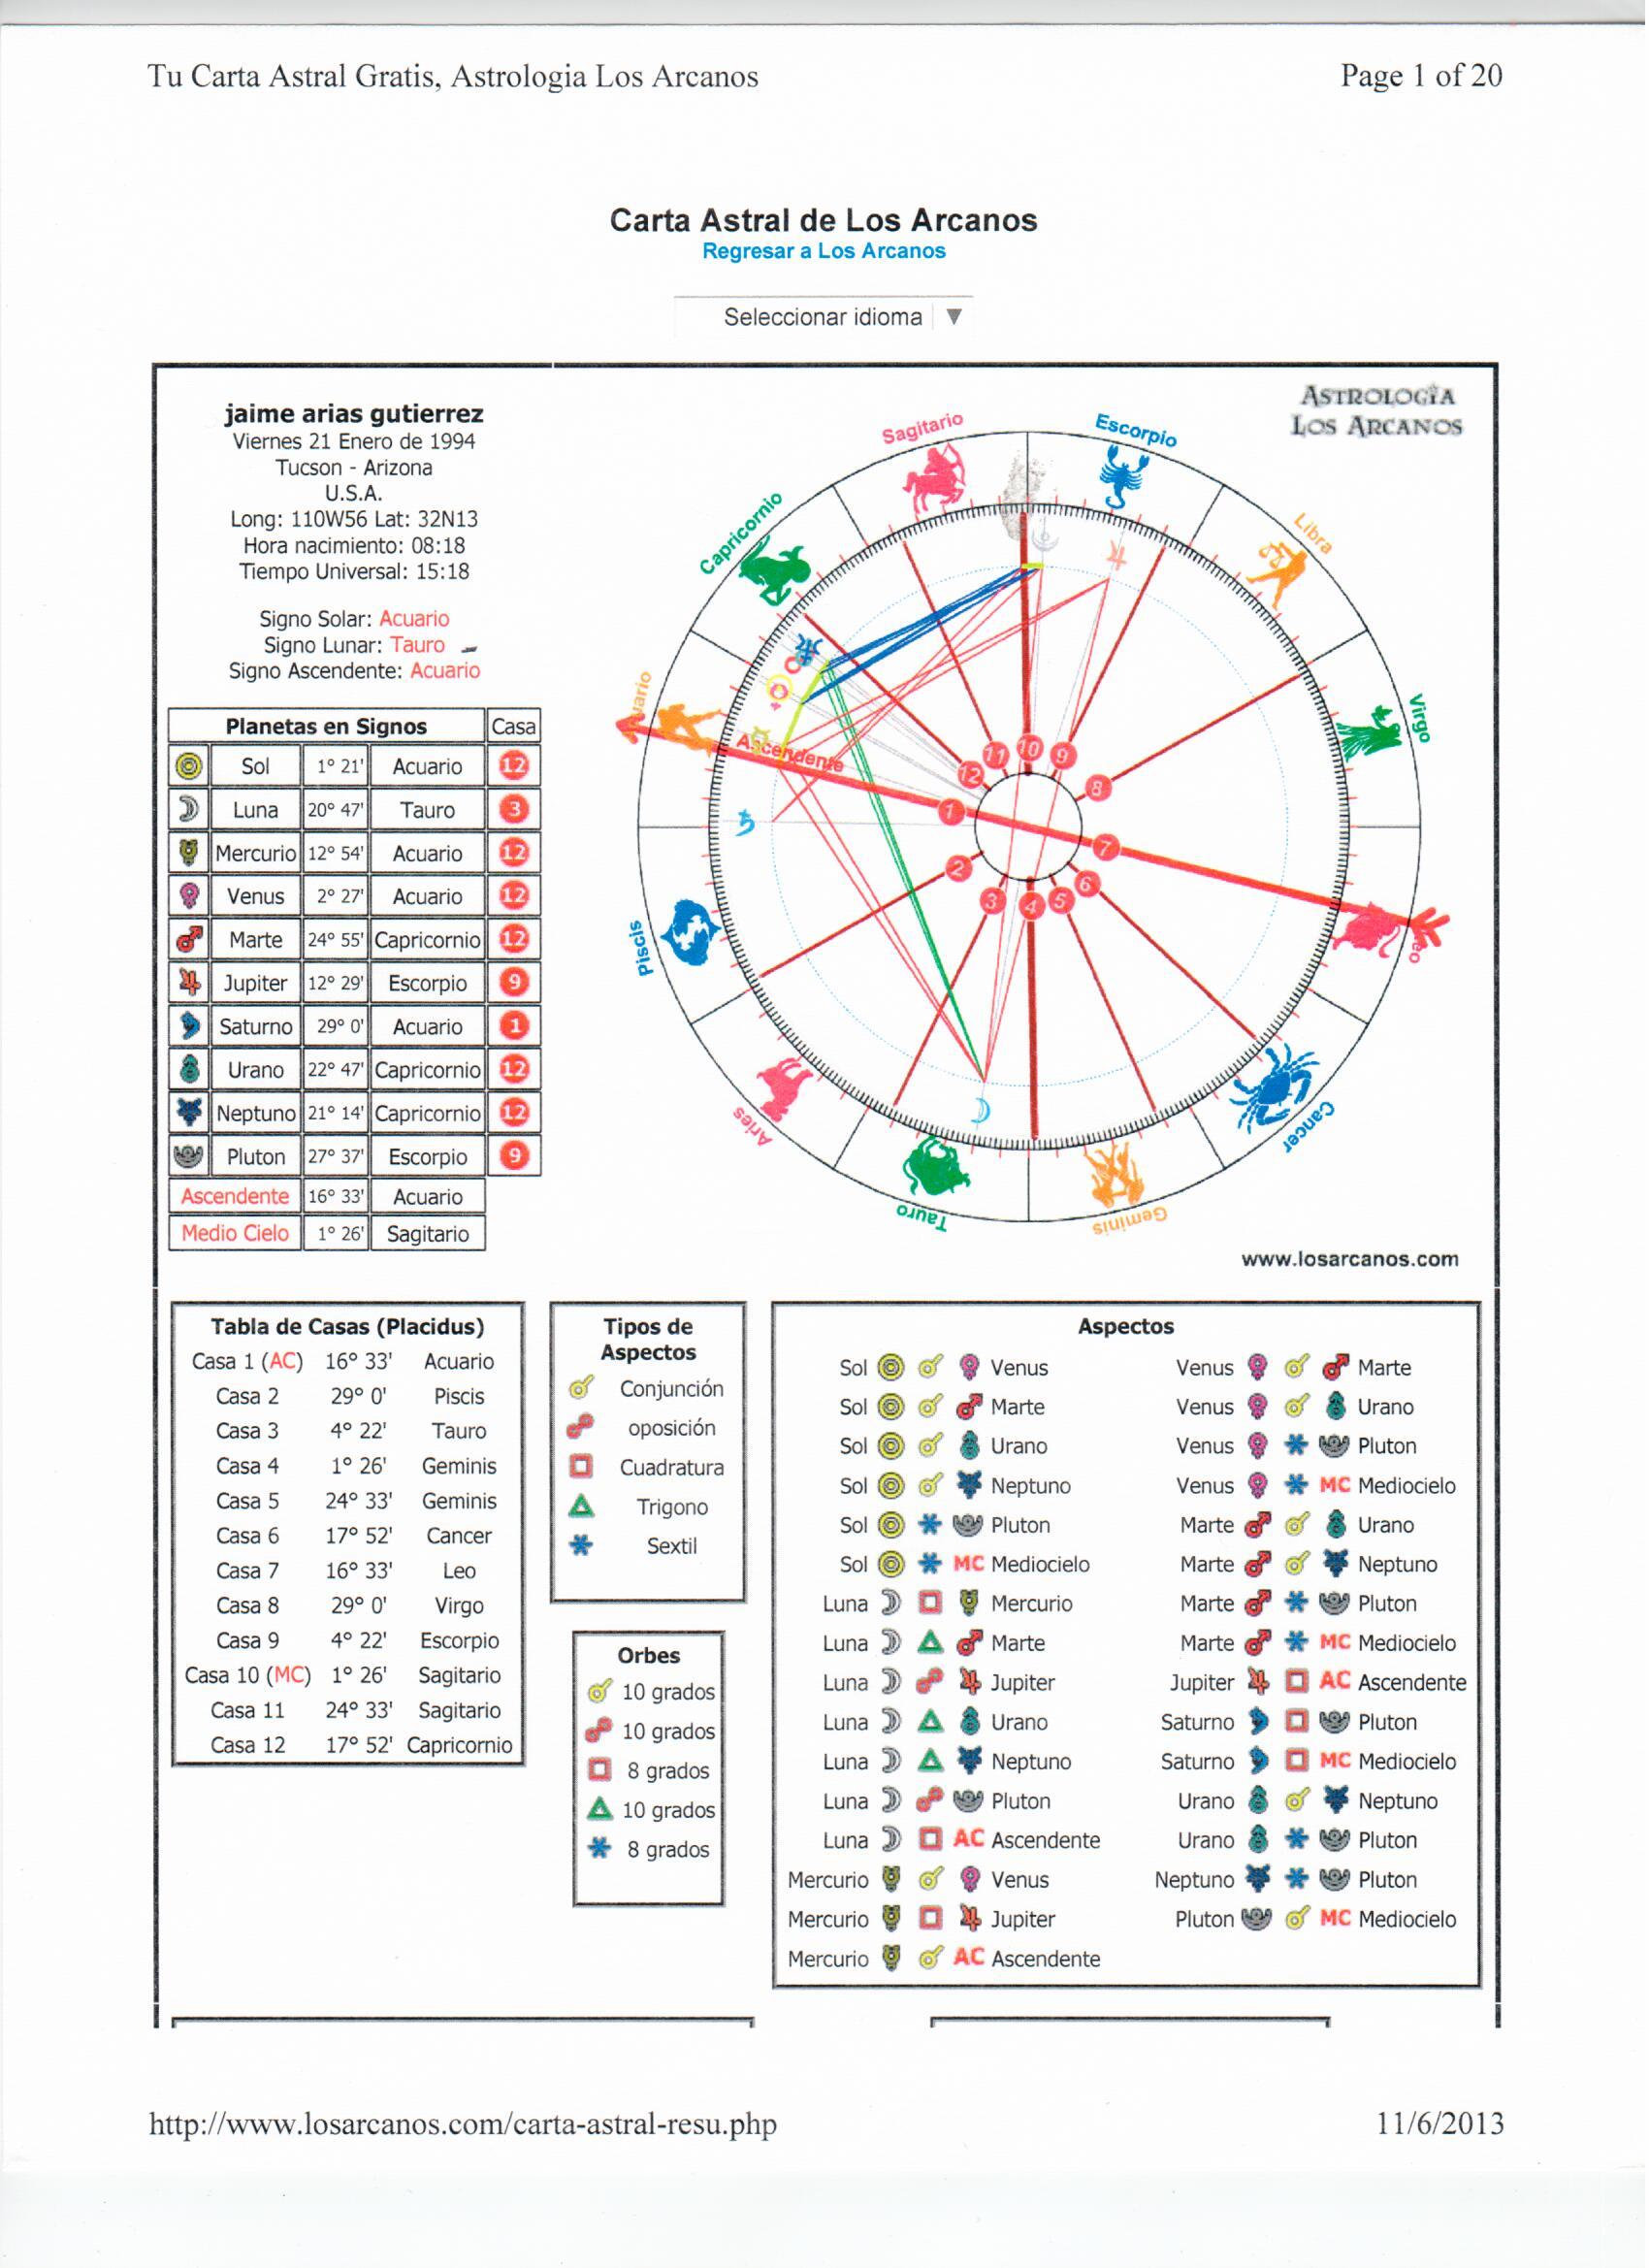 Tu Carta Astral Gratis, Astrologia Los Arcanos
Page 1 of 20
Carta Astral de Los Arcanos
Regresar a Los Arcanos
Seleccionar idioma ▼
jaime arias gutierrez
Viernes 21 Enero de 1994
Tucson - Arizona
U.S.A.
Long: 110W56 Lat: 32N13
Hora nacimiento: 08:18
Tiempo Universal: 15:18
Signo Solar: Acuario
Signo Lunar: Tauro
Signo Ascendente: Acuario
Planetas en Signos Casa
Sol 1° 21' Acuario 12
Luna 20° 47' Tauro 3
Mercurio 12° 54' Acuario 12
Venus 2° 27' Acuario 12
Marte 24° 55' Capricornio 12
Jupiter 12° 29' Escorpio 9
Saturno 29° 0' Acuario 1
Urano 22° 47' Capricornio 12
Neptuno 21° 14' Capricornio 12
Pluton 27° 37' Escorpio 9
Ascendente 16° 33' Acuario
Medio Cielo 1° 26' Sagitario
ASTROLOGÍA
LOS ARCANOS
Sagitario
Escorpio
Libra
Virgo
Leo
Cancer
Geminis
Tauro
Aries
Piscis
uario
Capricornio
Ascendente
1
2
3
4
5
6
7
8
9
10
11
12
www.losarcanos.com
Tabla de Casas (Placidus)
Casa 1 (AC) 16° 33' Acuario
Casa 2 29° 0' Piscis
Casa 3 4° 22' Tauro
Casa 4 1° 26' Geminis
Casa 5 24° 33' Geminis
Casa 6 17° 52' Cancer
Casa 7 16° 33' Leo
Casa 8 29° 0' Virgo
Casa 9 4° 22' Escorpio
Casa 10 (MC) 1° 26' Sagitario
Casa 11 24° 33' Sagitario
Casa 12 17° 52' Capricornio
Tipos de
Aspectos
Conjunción
oposición
Cuadratura
Trigono
Sextil
Orbes
10 grados
10 grados
8 grados
10 grados
8 grados
Aspectos
Sol Venus
Sol Marte
Sol Urano
Sol Neptuno
Sol Pluton
Sol MC Mediocielo
Luna Mercurio
Luna Marte
Luna Jupiter
Luna Urano
Luna Neptuno
Luna Pluton
Luna AC Ascendente
Mercurio Venus
Mercurio Jupiter
Mercurio AC Ascendente
Venus Marte
Venus Urano
Venus Pluton
Venus MC Mediocielo
Marte Urano
Marte Neptuno
Marte Pluton
Marte MC Mediocielo
Jupiter AC Ascendente
Saturno Pluton
Saturno MC Mediocielo
Urano Neptuno
Urano Pluton
Neptuno Pluton
Pluton MC Mediocielo
http://www.losarcanos.com/carta-astral-resu.php
11/6/2013